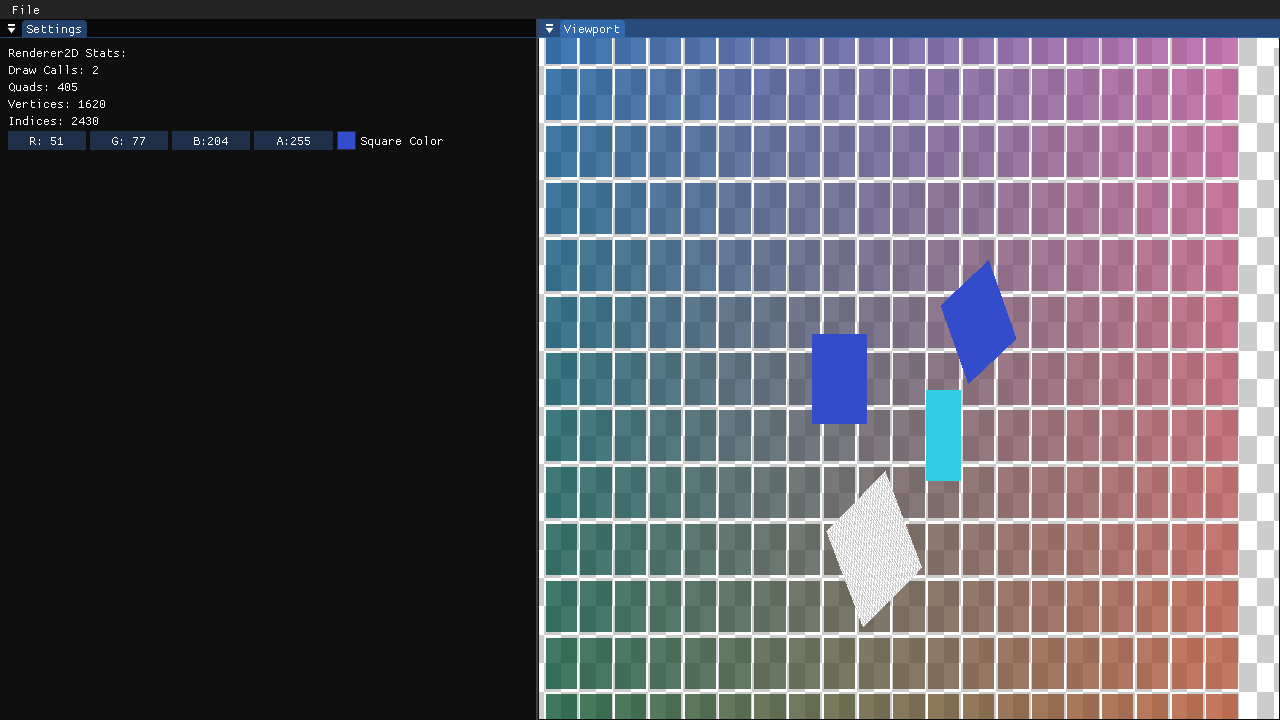 File
Settings
Viewport
Renderer2D Stats:
Draw Calls: 2
Quads: 405
Vertices: 1620
Indices: 2430
R: 51 G: 77 B:204 A:255 Square Color